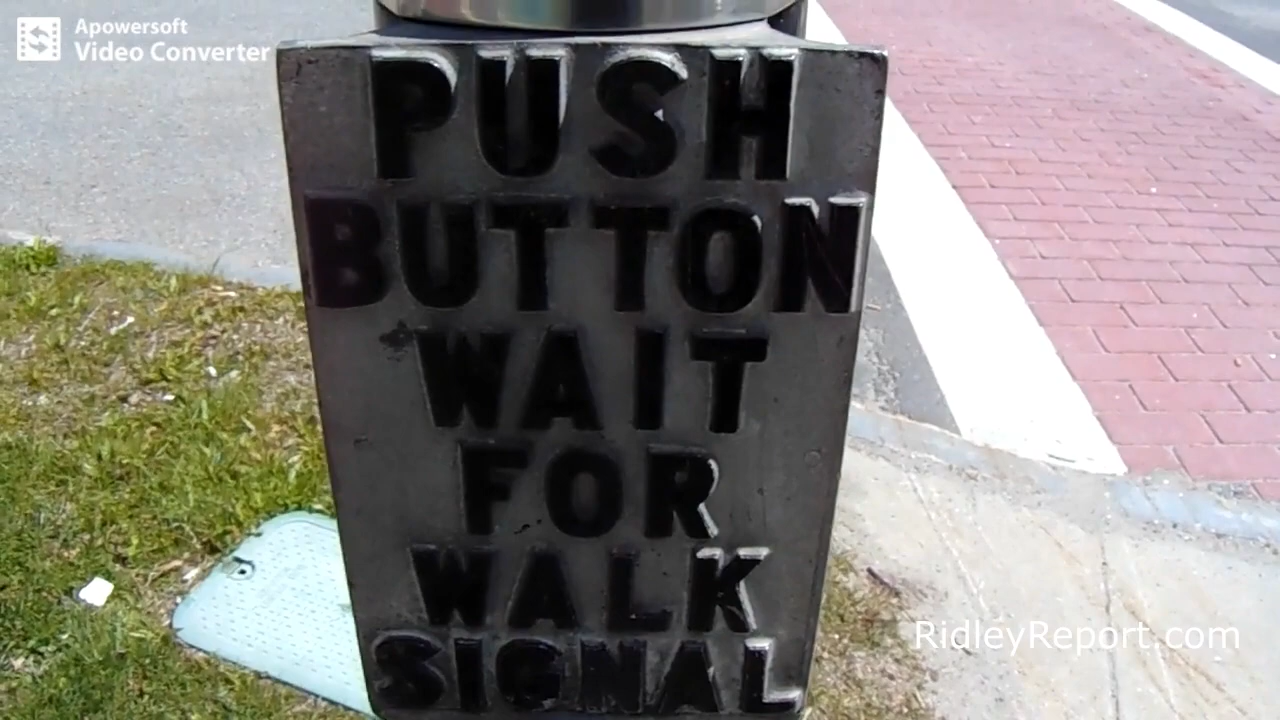 Apowersoft
Video Converter
PUSH
BUTTON
WAIT
FOR
WALK
SIGNAL
RidleyReport.com